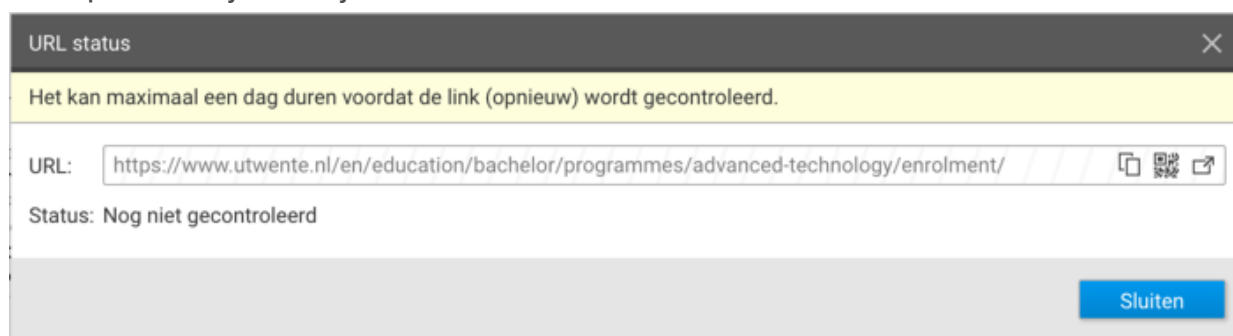 URL status
Het kan maximaal een dag duren voordat de link (opnieuw) wordt gecontroleerd.
URL: https://www.utwente.nl/en/education/bachelor/programmes/advanced-technology/enrolment/
Status: Nog niet gecontroleerd
Sluiten